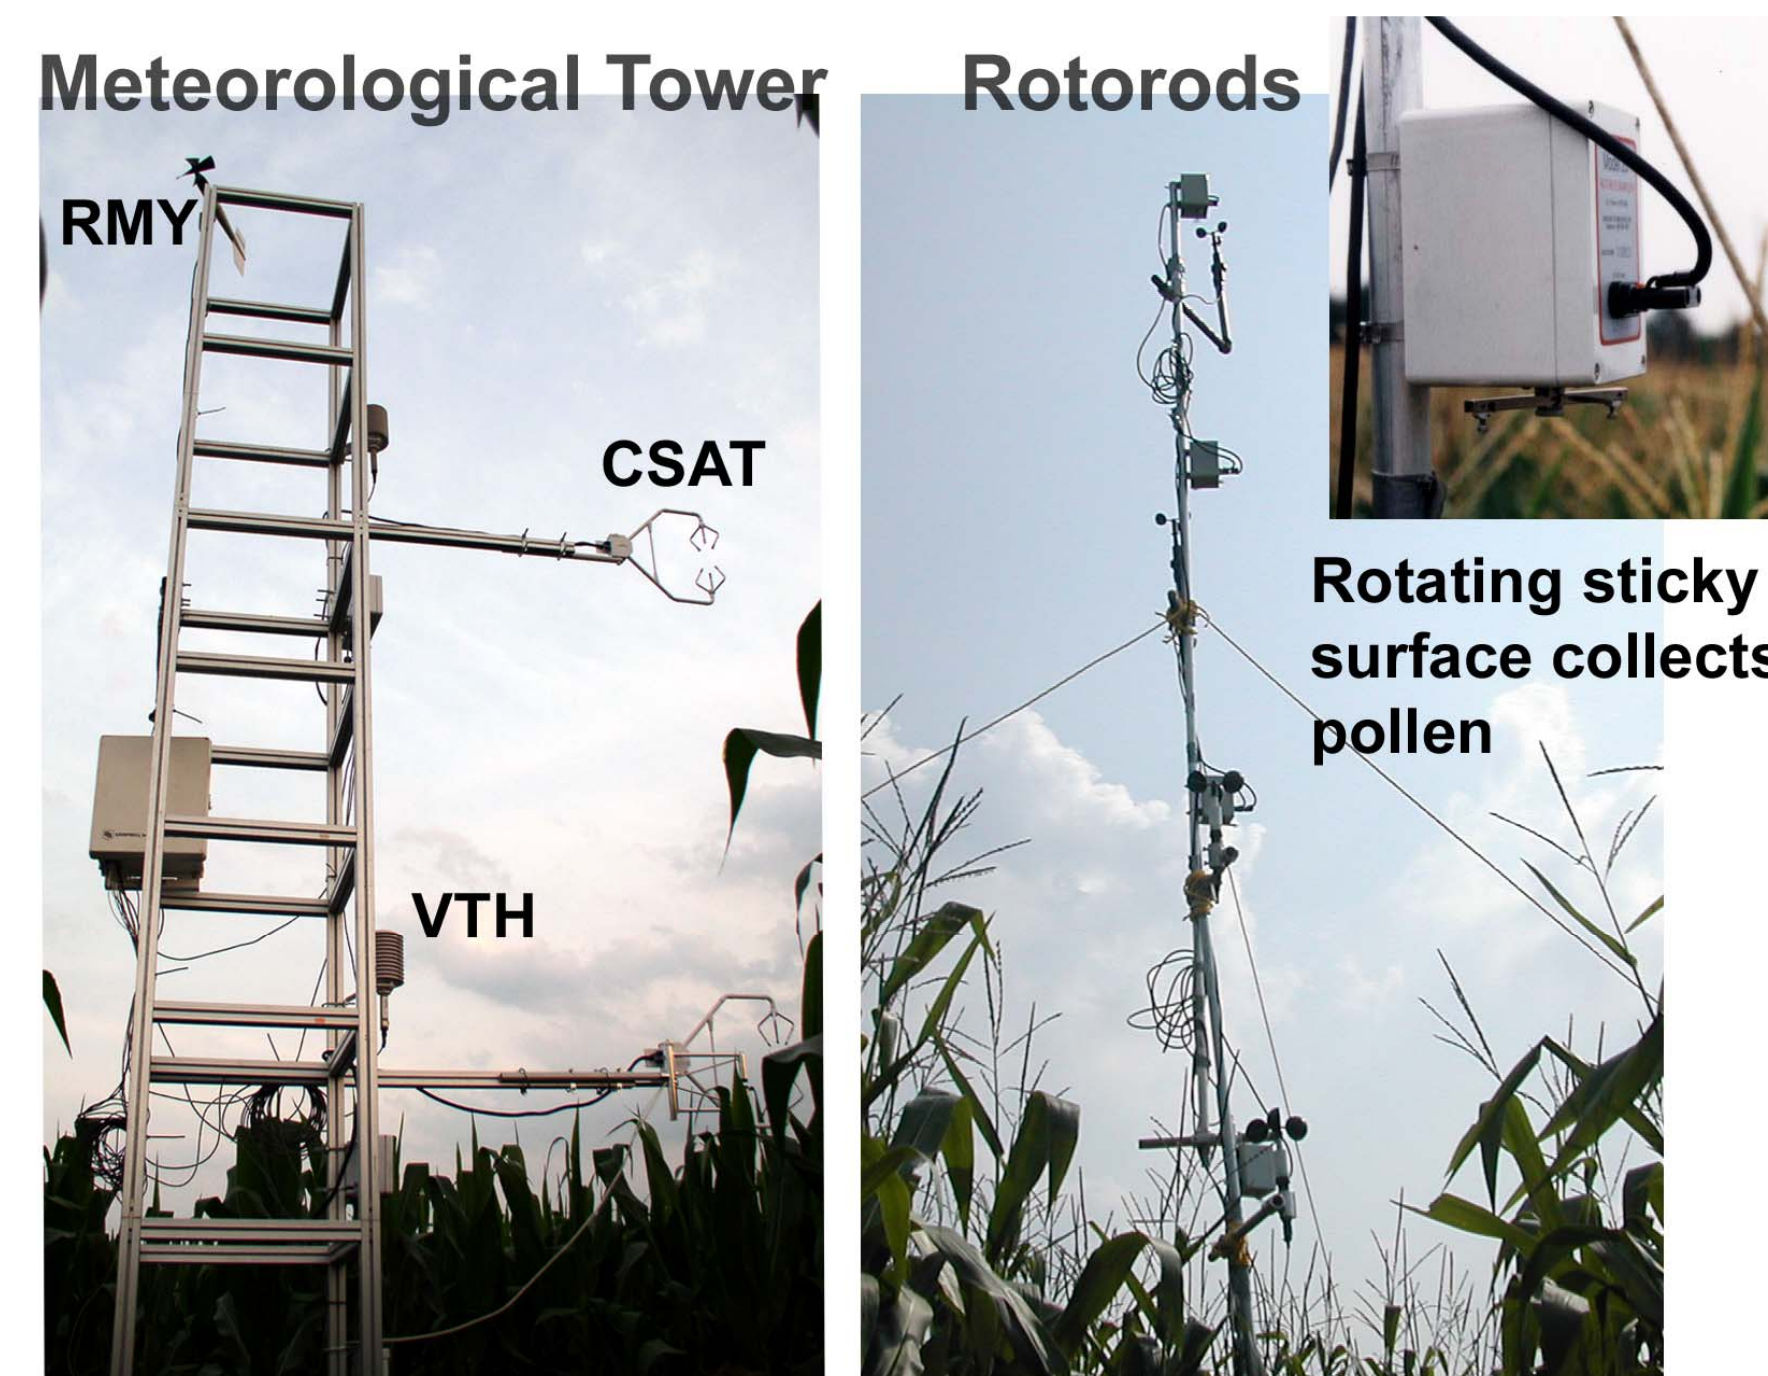 Meteorological Tower
Rotorods
RMY
CSAT
VTH
Rotating sticky
surface collects
pollen